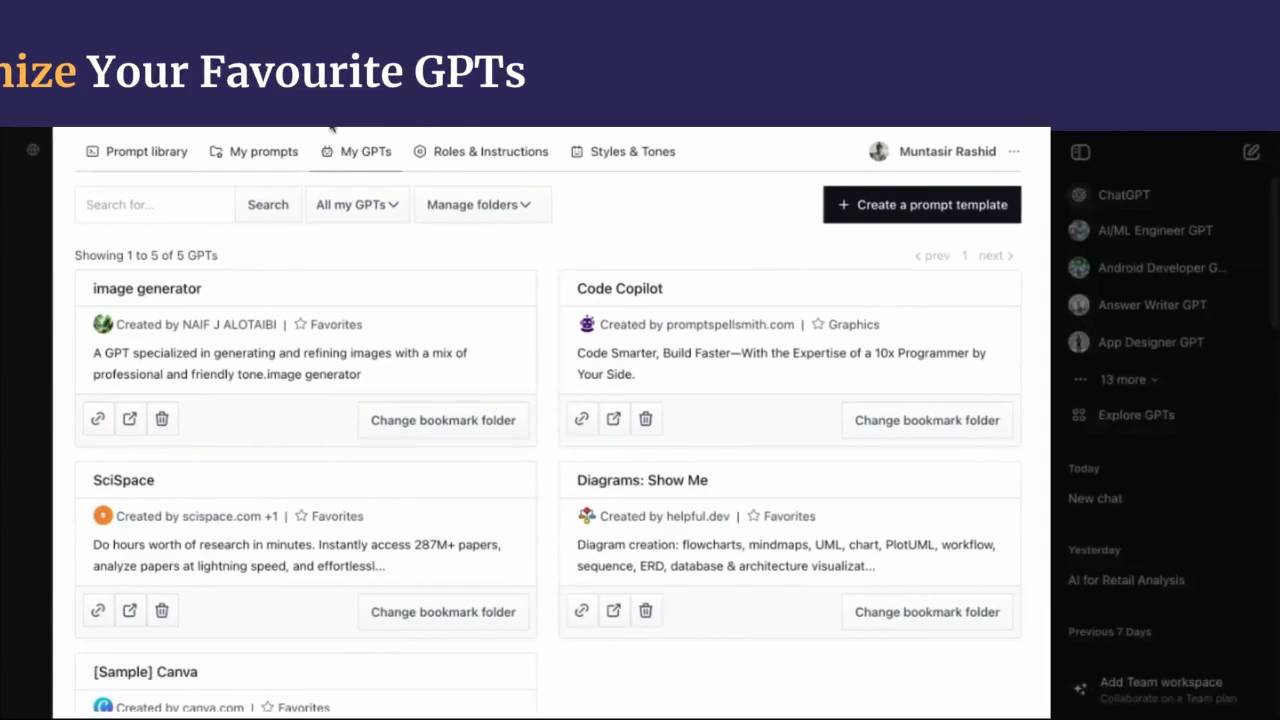 nize Your Favourite GPTs
Prompt library My prompts My GPTs Roles & Instructions Styles & Tones Muntasir Rashid
Search for... Search All my GPTs Manage folders + Create a prompt template
Showing 1 to 5 of 5 GPTs < prev 1 next >
image generator
Created by NAIF J ALOTAIBI | Favorites
A GPT specialized in generating and refining images with a mix of
professional and friendly tone.image generator
Change bookmark folder
Code Copilot
Created by promptspellsmith.com | Graphics
Code Smarter, Build Faster—With the Expertise of a 10x Programmer by
Your Side.
Change bookmark folder
SciSpace
Created by scispace.com +1 | Favorites
Do hours worth of research in minutes. Instantly access 287M+ papers,
analyze papers at lightning speed, and effortlessl...
Change bookmark folder
Diagrams: Show Me
Created by helpful.dev | Favorites
Diagram creation: flowcharts, mindmaps, UML, chart, PlotUML, workflow,
sequence, ERD, database & architecture visualizat...
Change bookmark folder
[Sample] Canva
Created by canva.com | Favorites
ChatGPT
AI/ML Engineer GPT
Android Developer G...
Answer Writer GPT
App Designer GPT
13 more
Explore GPTs
Today
New chat
Yesterday
AI for Retail Analysis
Previous 7 Days
Add Team workspace
Collaborate on a Team plan